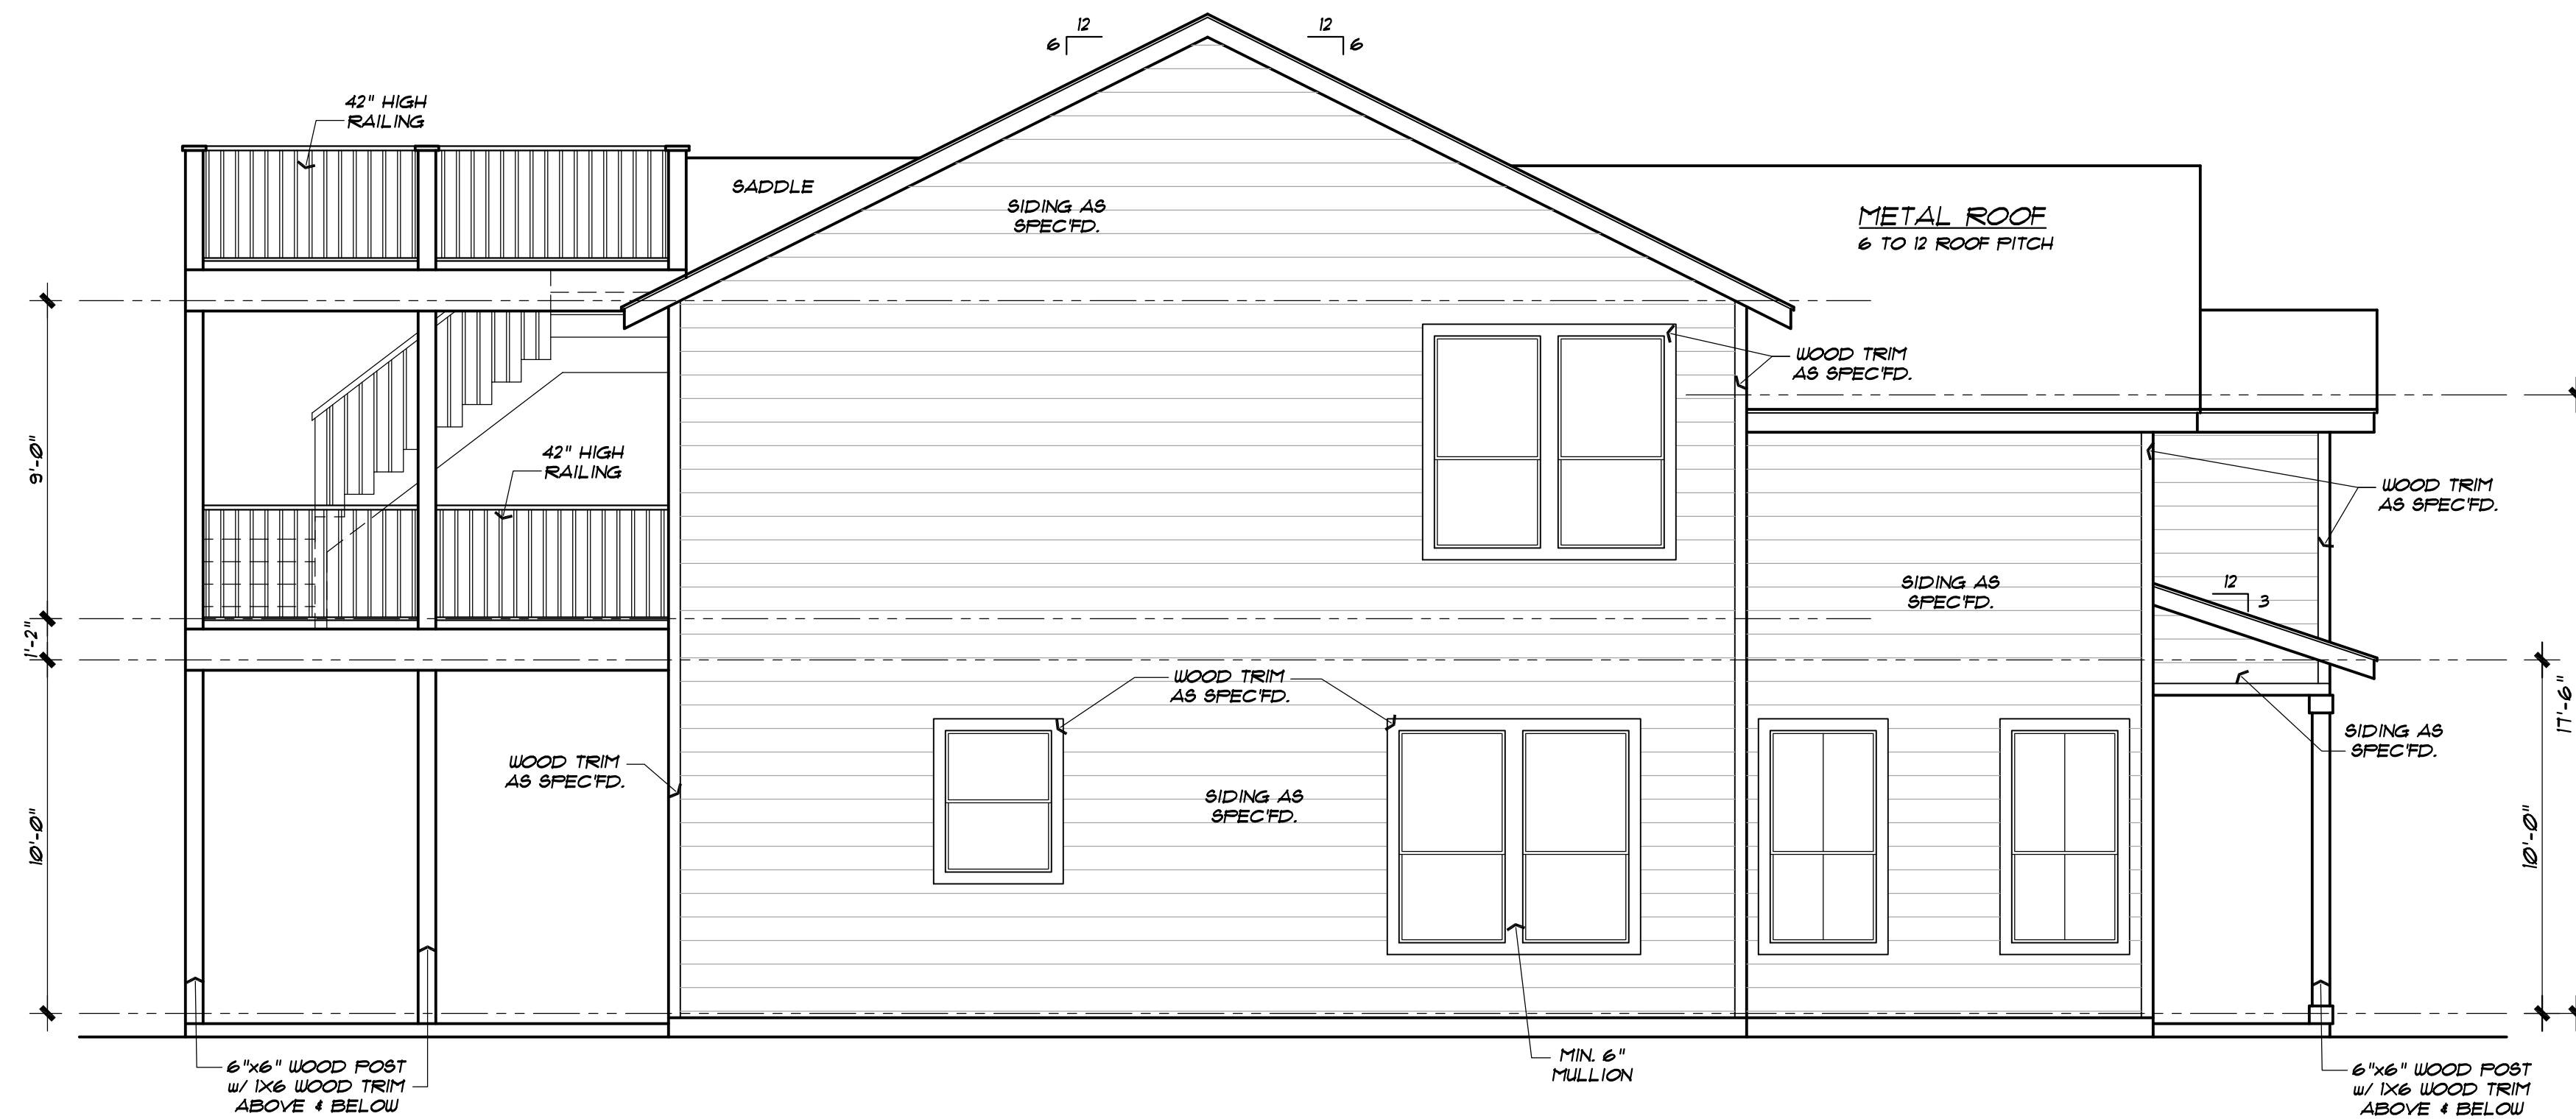 12
6
12
6
42" HIGH
RAILING
SADDLE
SIDING AS
SPEC'FD.
METAL ROOF
6 TO 12 ROOF PITCH
WOOD TRIM
AS SPEC'FD.
9'-0"
42" HIGH
RAILING
WOOD TRIM
AS SPEC'FD.
SIDING AS
SPEC'FD.
12
3
1'-2"
WOOD TRIM
AS SPEC'FD.
17'-6"
WOOD TRIM
AS SPEC'FD.
SIDING AS
SPEC'FD.
SIDING AS
SPEC'FD.
10'-0"
10'-0"
MIN. 6"
MULLION
6"x6" WOOD POST
w/ 1X6 WOOD TRIM
ABOVE & BELOW
6"x6" WOOD POST
w/ 1X6 WOOD TRIM
ABOVE & BELOW